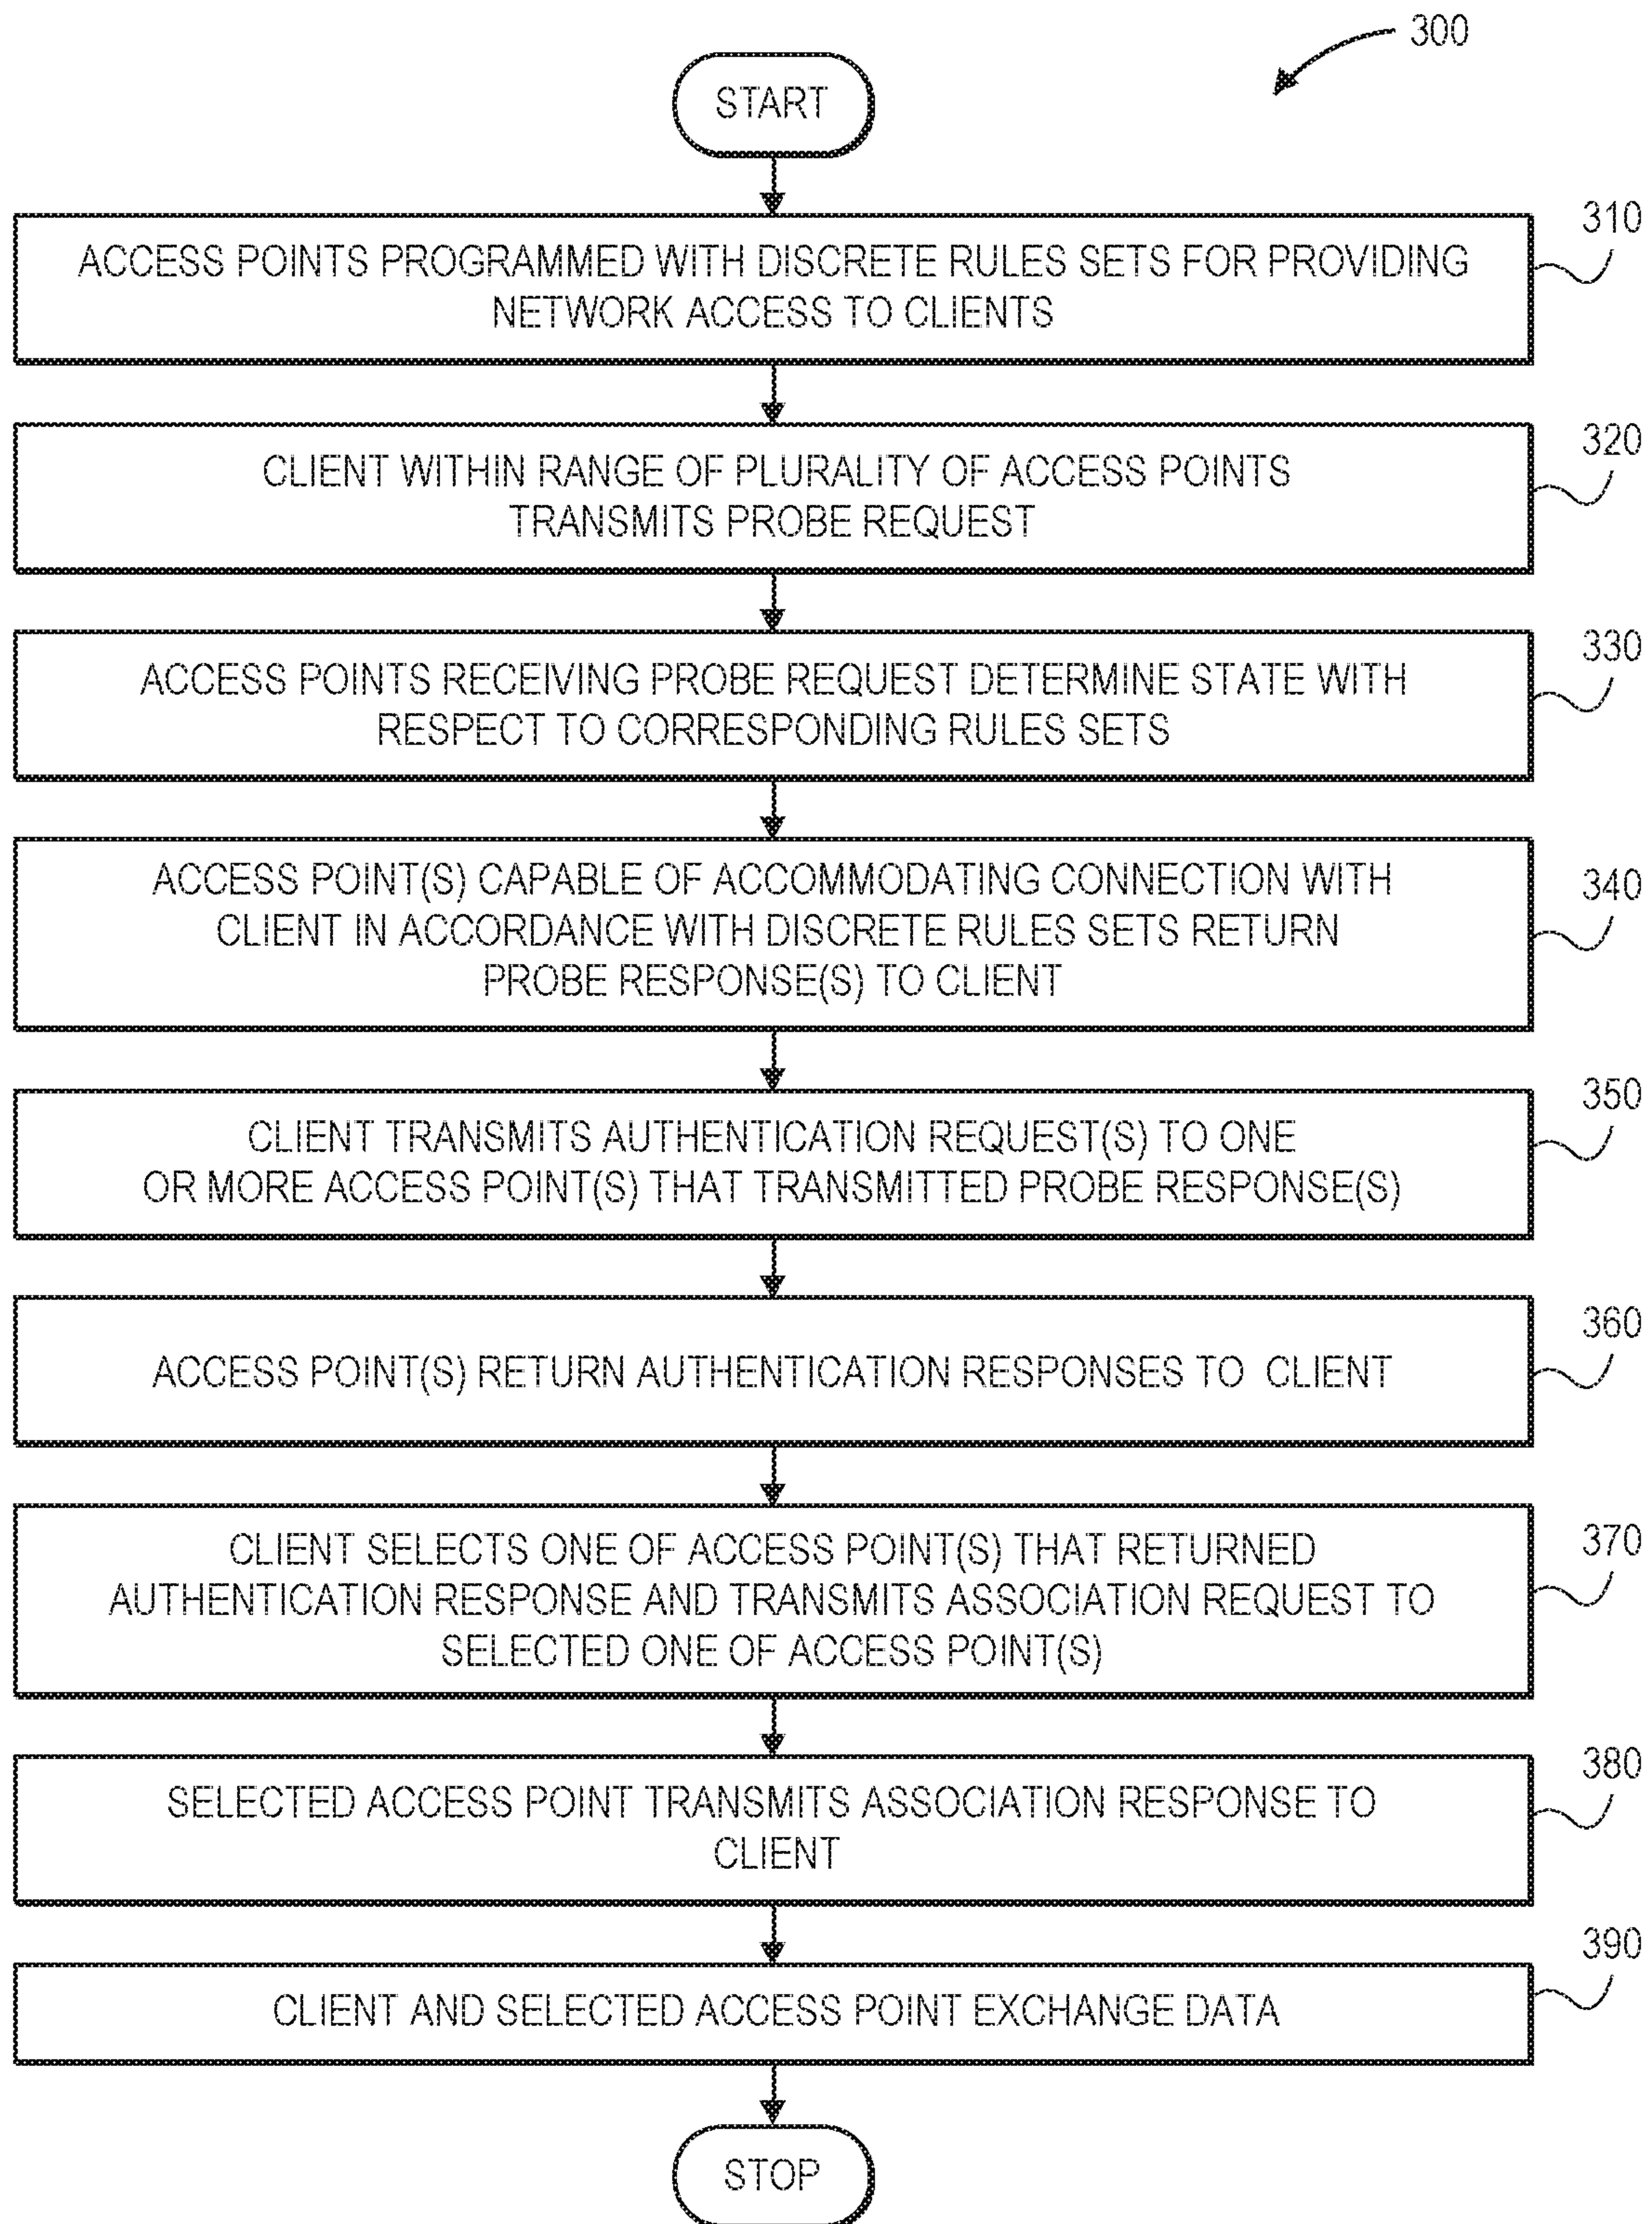 300
START
310
ACCESS POINTS PROGRAMMED WITH DISCRETE RULES SETS FOR PROVIDING
NETWORK ACCESS TO CLIENTS
320
CLIENT WITHIN RANGE OF PLURALITY OF ACCESS POINTS
TRANSMITS PROBE REQUEST
330
ACCESS POINTS RECEIVING PROBE REQUEST DETERMINE STATE WITH
RESPECT TO CORRESPONDING RULES SETS
340
ACCESS POINT(S) CAPABLE OF ACCOMMODATING CONNECTION WITH
CLIENT IN ACCORDANCE WITH DISCRETE RULES SETS RETURN
PROBE RESPONSE(S) TO CLIENT
350
CLIENT TRANSMITS AUTHENTICATION REQUEST(S) TO ONE
OR MORE ACCESS POINT(S) THAT TRANSMITTED PROBE RESPONSE(S)
360
ACCESS POINT(S) RETURN AUTHENTICATION RESPONSES TO CLIENT
370
CLIENT SELECTS ONE OF ACCESS POINT(S) THAT RETURNED
AUTHENTICATION RESPONSE AND TRANSMITS ASSOCIATION REQUEST TO
SELECTED ONE OF ACCESS POINT(S)
380
SELECTED ACCESS POINT TRANSMITS ASSOCIATION RESPONSE TO
CLIENT
390
CLIENT AND SELECTED ACCESS POINT EXCHANGE DATA
STOP